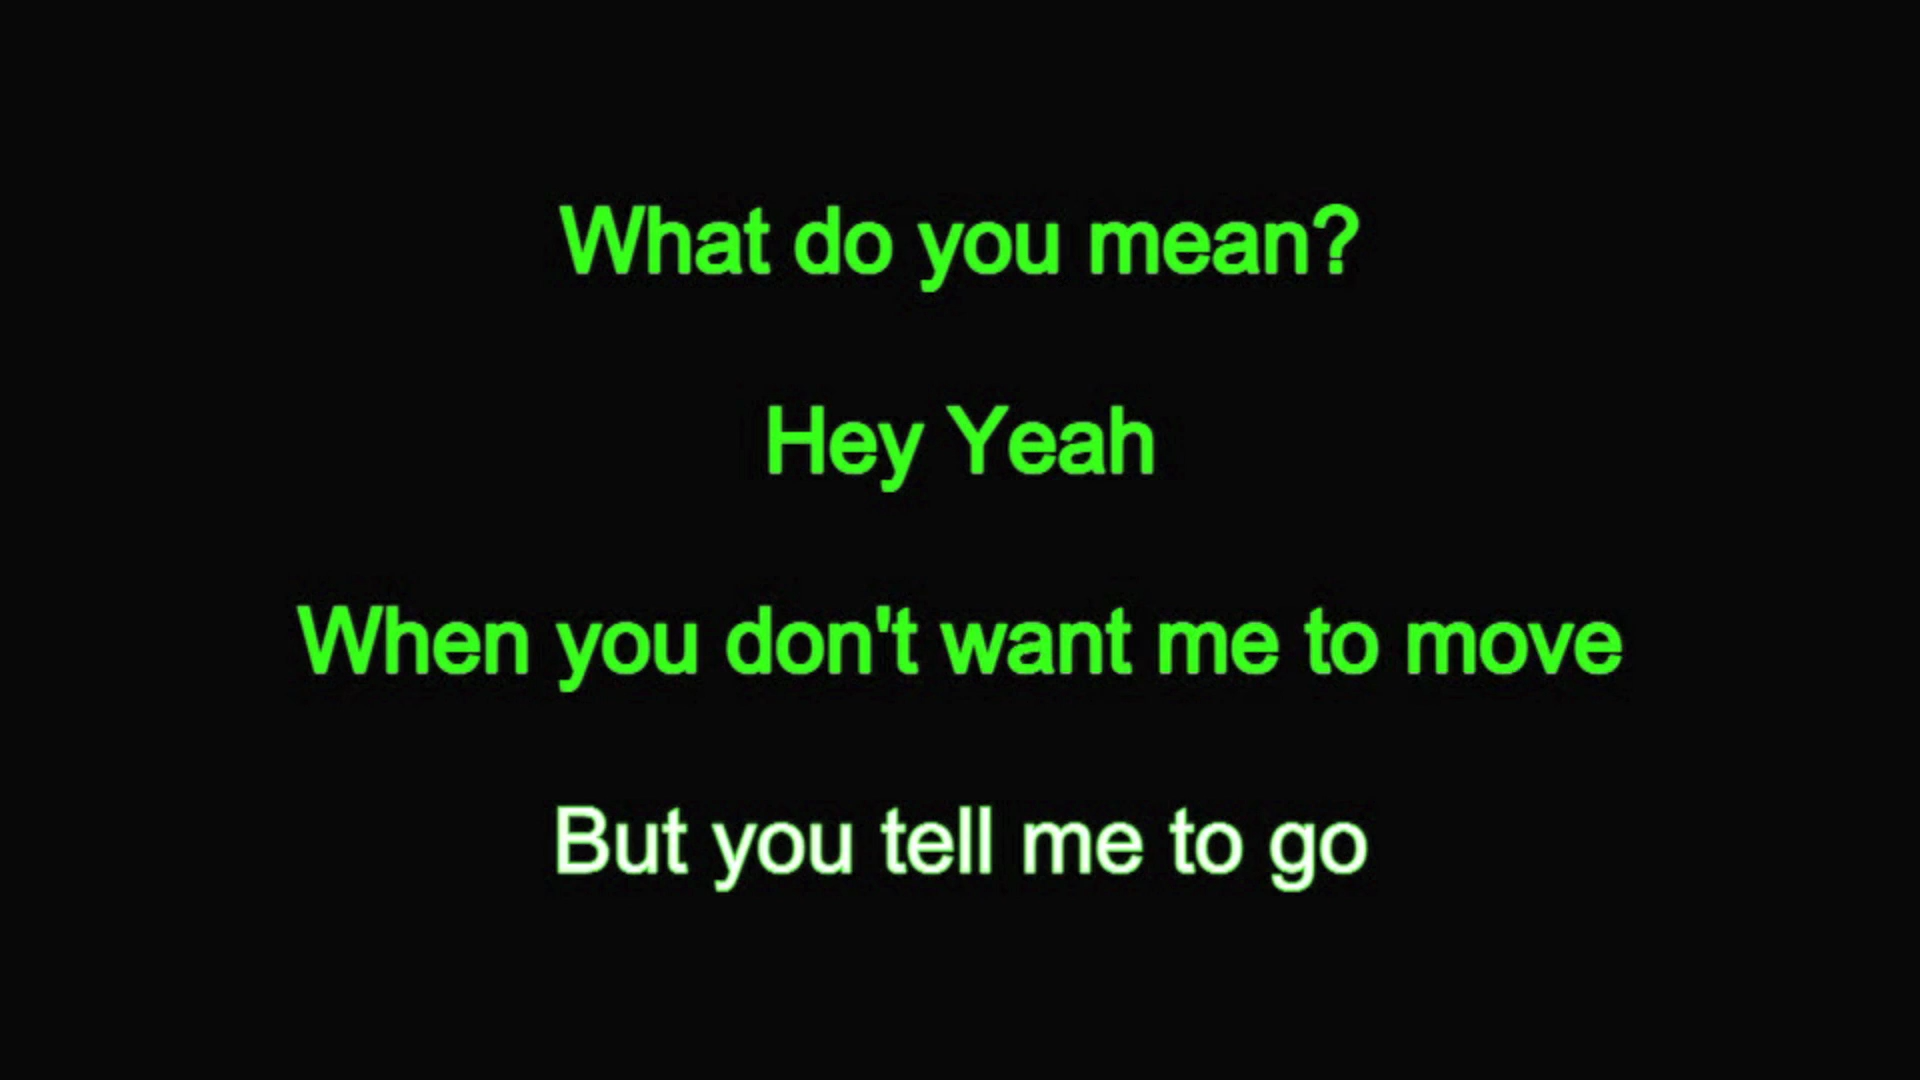 What do you mean?
Hey Yeah
When you don't want me to move
But you tell me to go